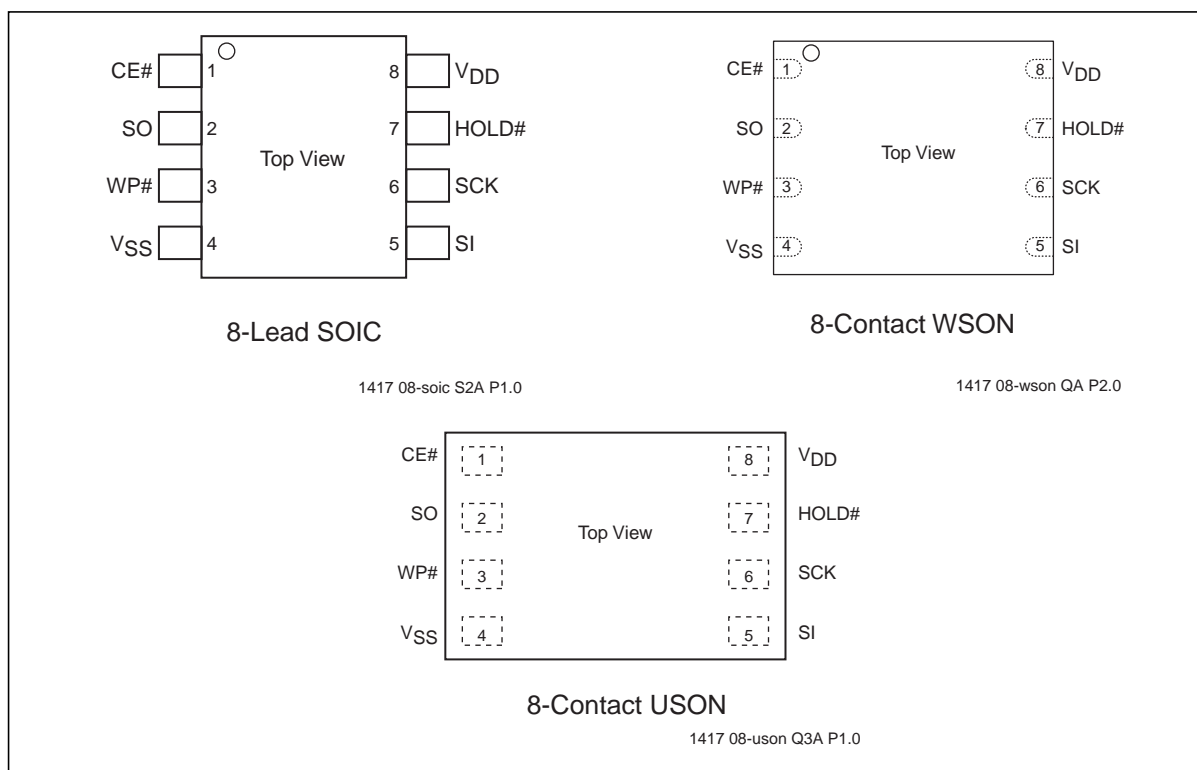 CE# 1 8 VDD
SO 2 7 HOLD#
Top View
WP# 3 6 SCK
VSS 4 5 SI
8-Lead SOIC
1417 08-soic S2A P1.0
CE# 1 8 VDD
SO 2 7 HOLD#
Top View
WP# 3 6 SCK
VSS 4 5 SI
8-Contact WSON
1417 08-wson QA P2.0
CE# 1 8 VDD
SO 2 7 HOLD#
Top View
WP# 3 6 SCK
VSS 4 5 SI
8-Contact USON
1417 08-uson Q3A P1.0